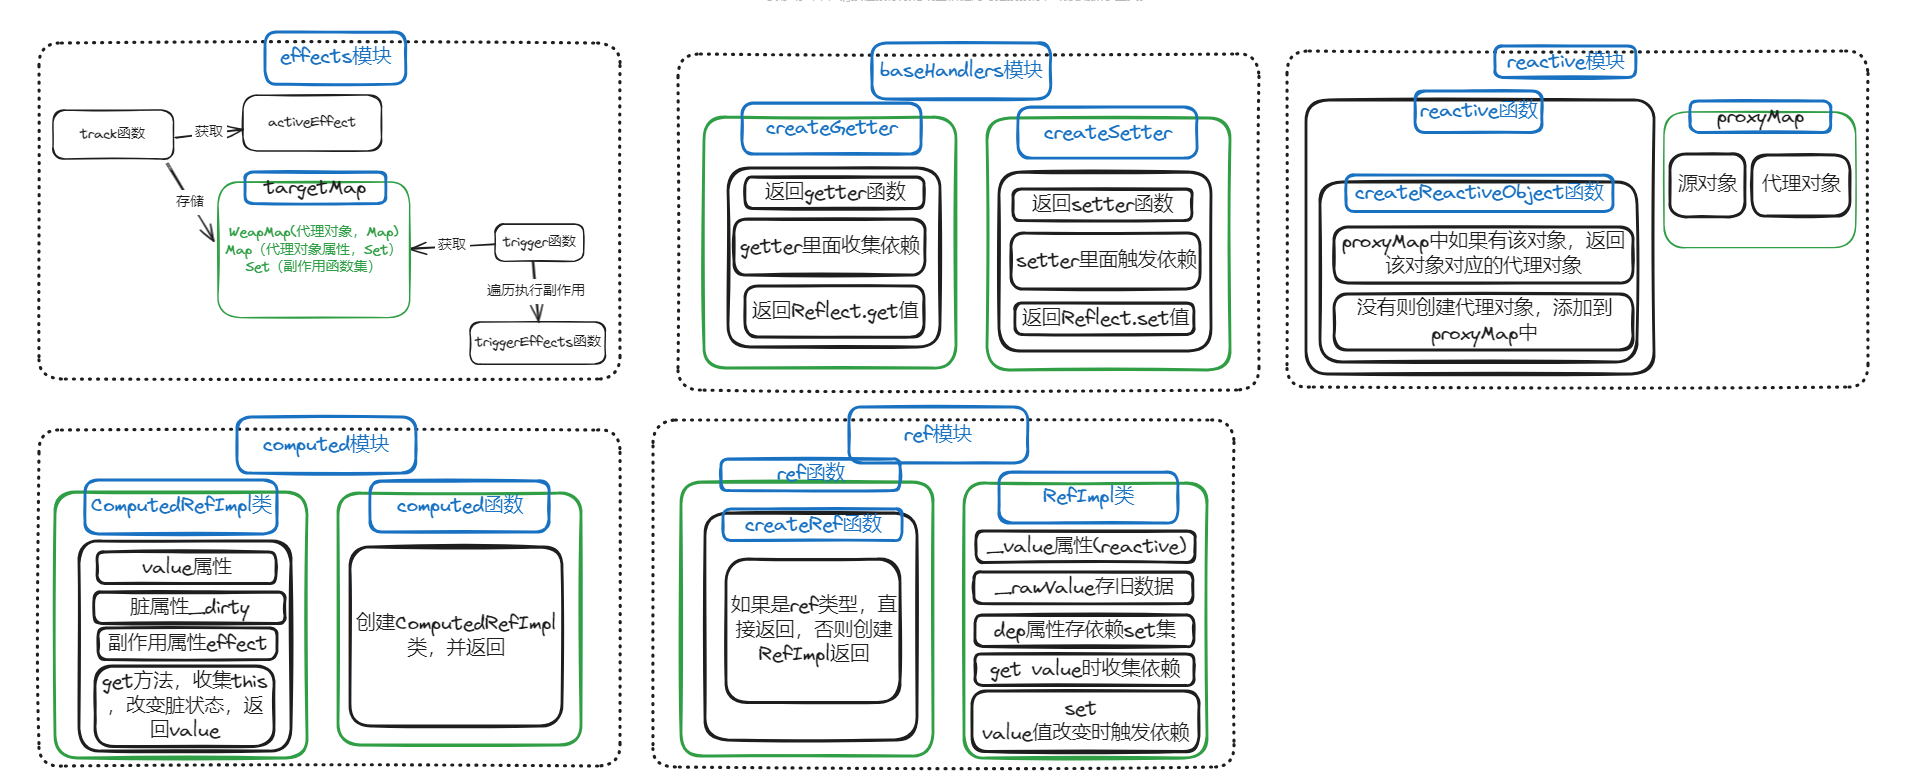 effects模块
track函数
获取
activeEffect
存储
targetMap
WeapMap(代理对象，Map)
Map（代理对象属性，Set）
Set（副作用函数集）
获取
trigger函数
遍历执行副作用
triggerEffects函数
baseHandlers模块
createGetter
返回getter函数
getter里面收集依赖
返回Reflect.get值
createSetter
返回setter函数
setter里面触发依赖
返回Reflect.set值
reactive模块
reactive函数
createReactiveObject函数
proxyMap中如果有该对象，返回
该对象对应的代理对象
没有则创建代理对象，添加到
proxyMap中
proxyMap
源对象
代理对象
computed模块
ComputedRefImpl类
value属性
脏属性_dirty
副作用属性effect
get方法，收集this
，改变脏状态，返
回value
computed函数
创建ComputedRefImpl
类，并返回
ref模块
ref函数
createRef函数
如果是ref类型，直
接返回，否则创建
RefImpl返回
RefImpl类
_value属性(reactive)
_rawValue存旧数据
dep属性存依赖set集
get value时收集依赖
set
value值改变时触发依赖